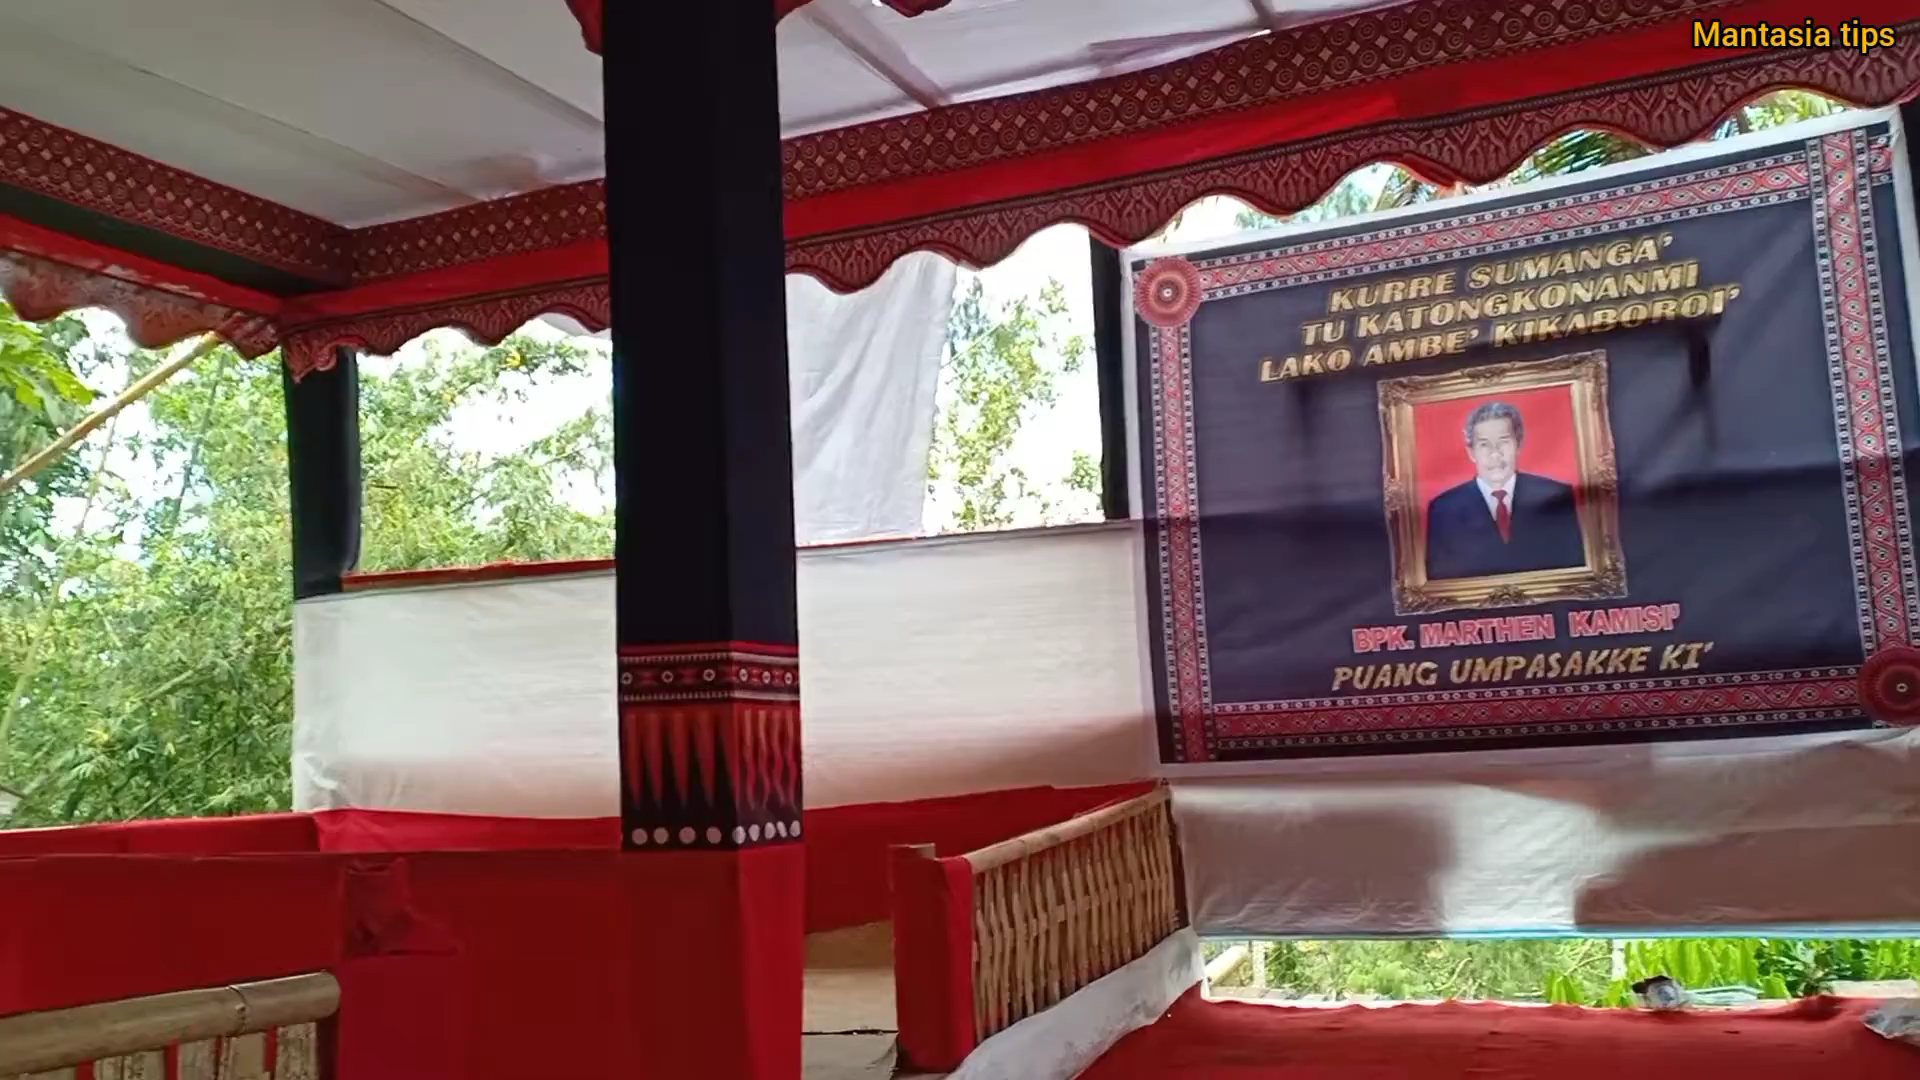 Mantasia tips
KURRE SUMANGA'
TU KATONGKONANMI
LAKO AMBE' KIKABOROI'
BPK. MARTHEN KAMISI'
PUANG UMPASAKKE KI'